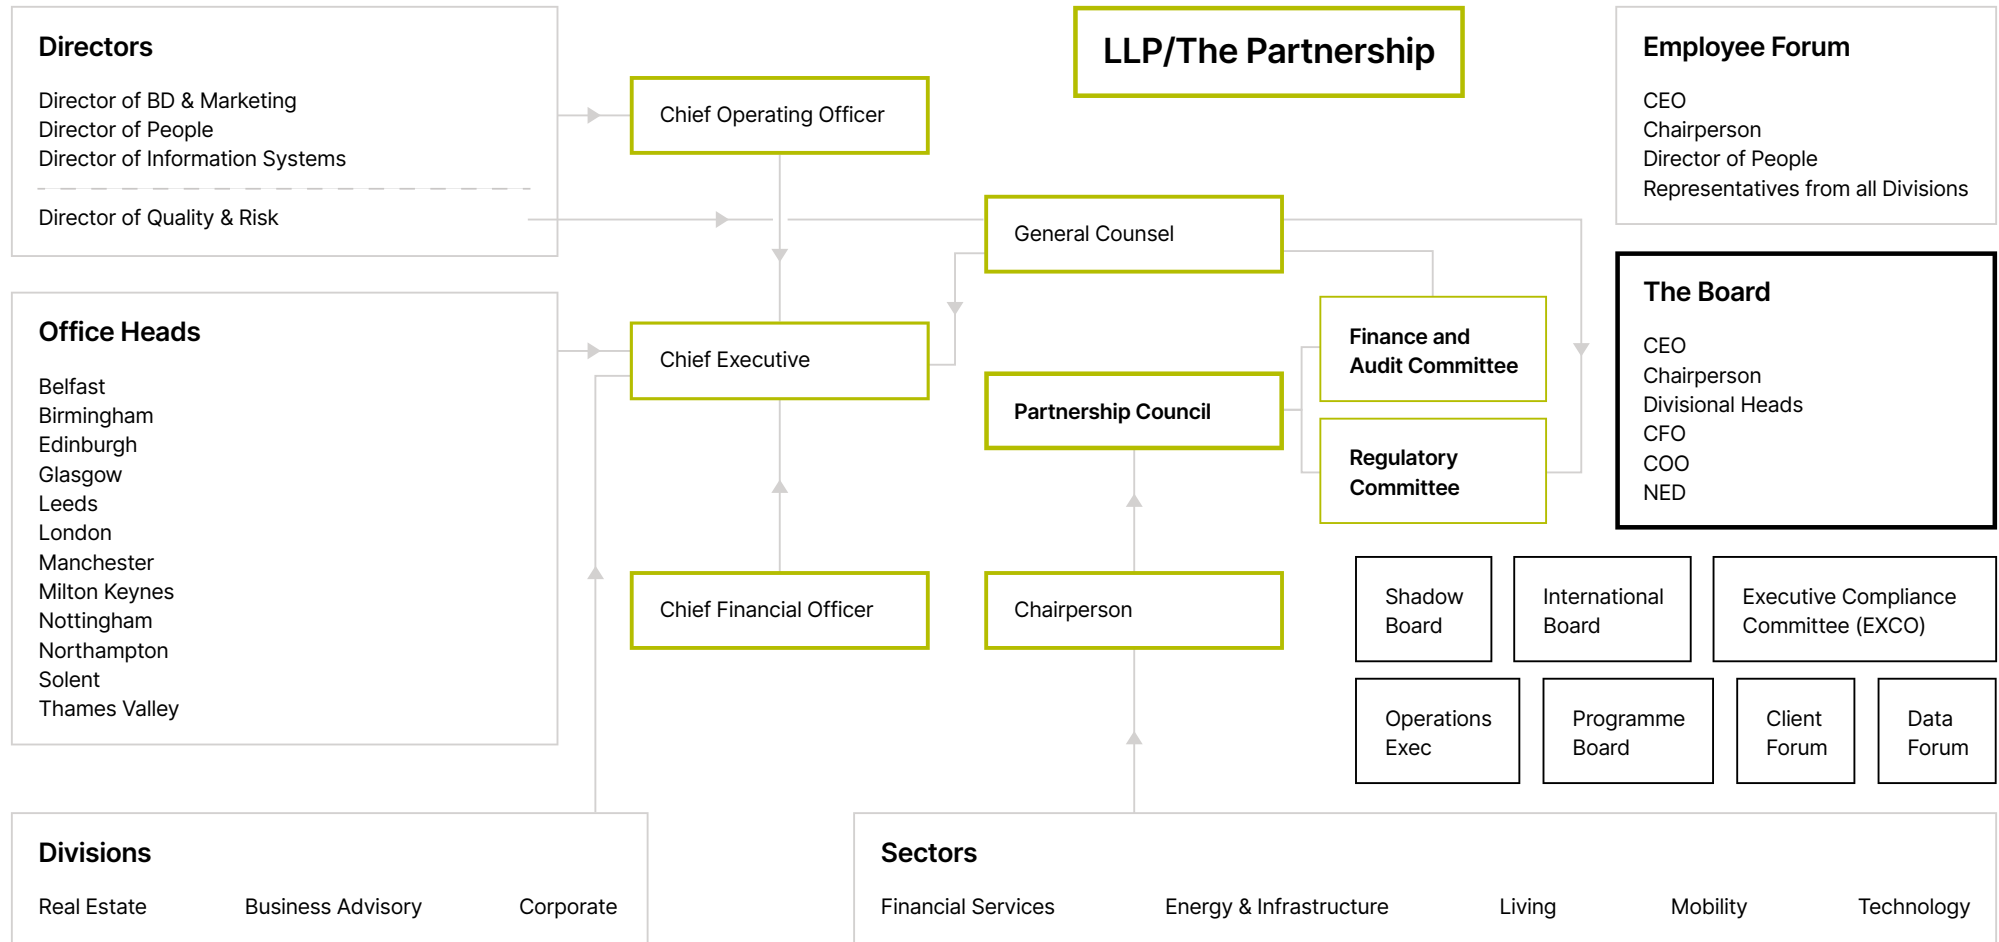 Directors
Director of BD & Marketing
Director of People
Director of Information Systems
Director of Quality & Risk
Office Heads
Belfast
Birmingham
Edinburgh
Glasgow
Leeds
London
Manchester
Milton Keynes
Nottingham
Northampton
Solent
Thames Valley
Chief Operating Officer
Chief Executive
Chief Financial Officer
LLP/The Partnership
General Counsel
Partnership Council
Chairperson
Finance and
Audit Committee
Regulatory
Committee
Employee Forum
CEO
Chairperson
Director of People
Representatives from all Divisions
The Board
CEO
Chairperson
Divisional Heads
CFO
COO
NED
Shadow
Board
International
Board
Executive Compliance
Committee (EXCO)
Operations
Exec
Programme
Board
Client
Forum
Data
Forum
Divisions
Real Estate
Business Advisory
Corporate
Sectors
Financial Services
Energy & Infrastructure
Living
Mobility
Technology